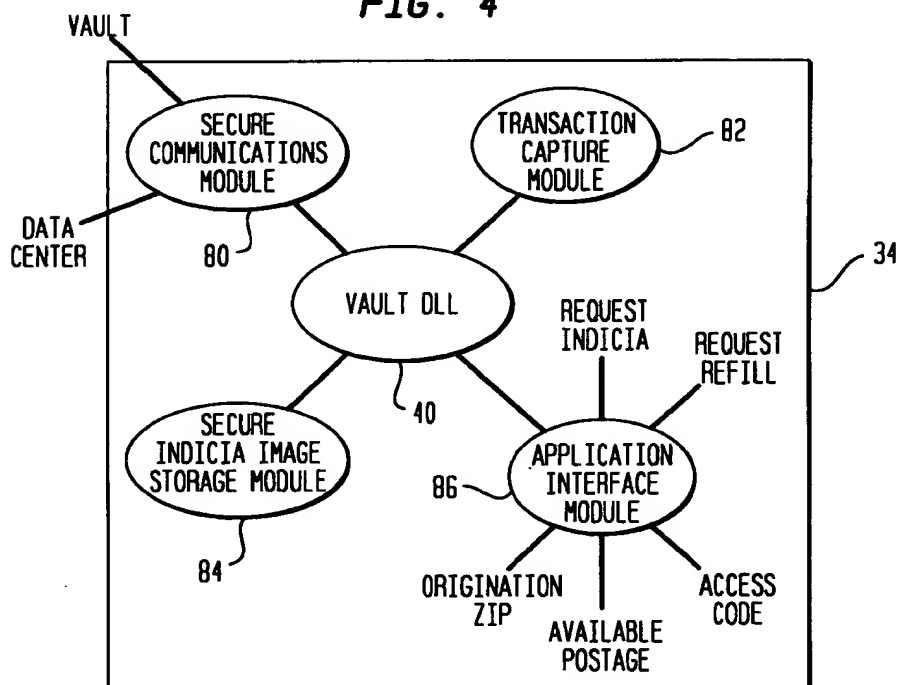 FIG. 4
VAULT
SECURE
COMMUNICATIONS
MODULE
TRANSACTION
CAPTURE
MODULE
82
DATA
CENTER
80
34
VAULT DLL
REQUEST
INDICIA
REQUEST
REFILL
40
SECURE
INDICIA IMAGE
STORAGE MODULE
86
APPLICATION
INTERFACE
MODULE
84
ORIGINATION
ZIP
AVAILABLE
POSTAGE
ACCESS
CODE